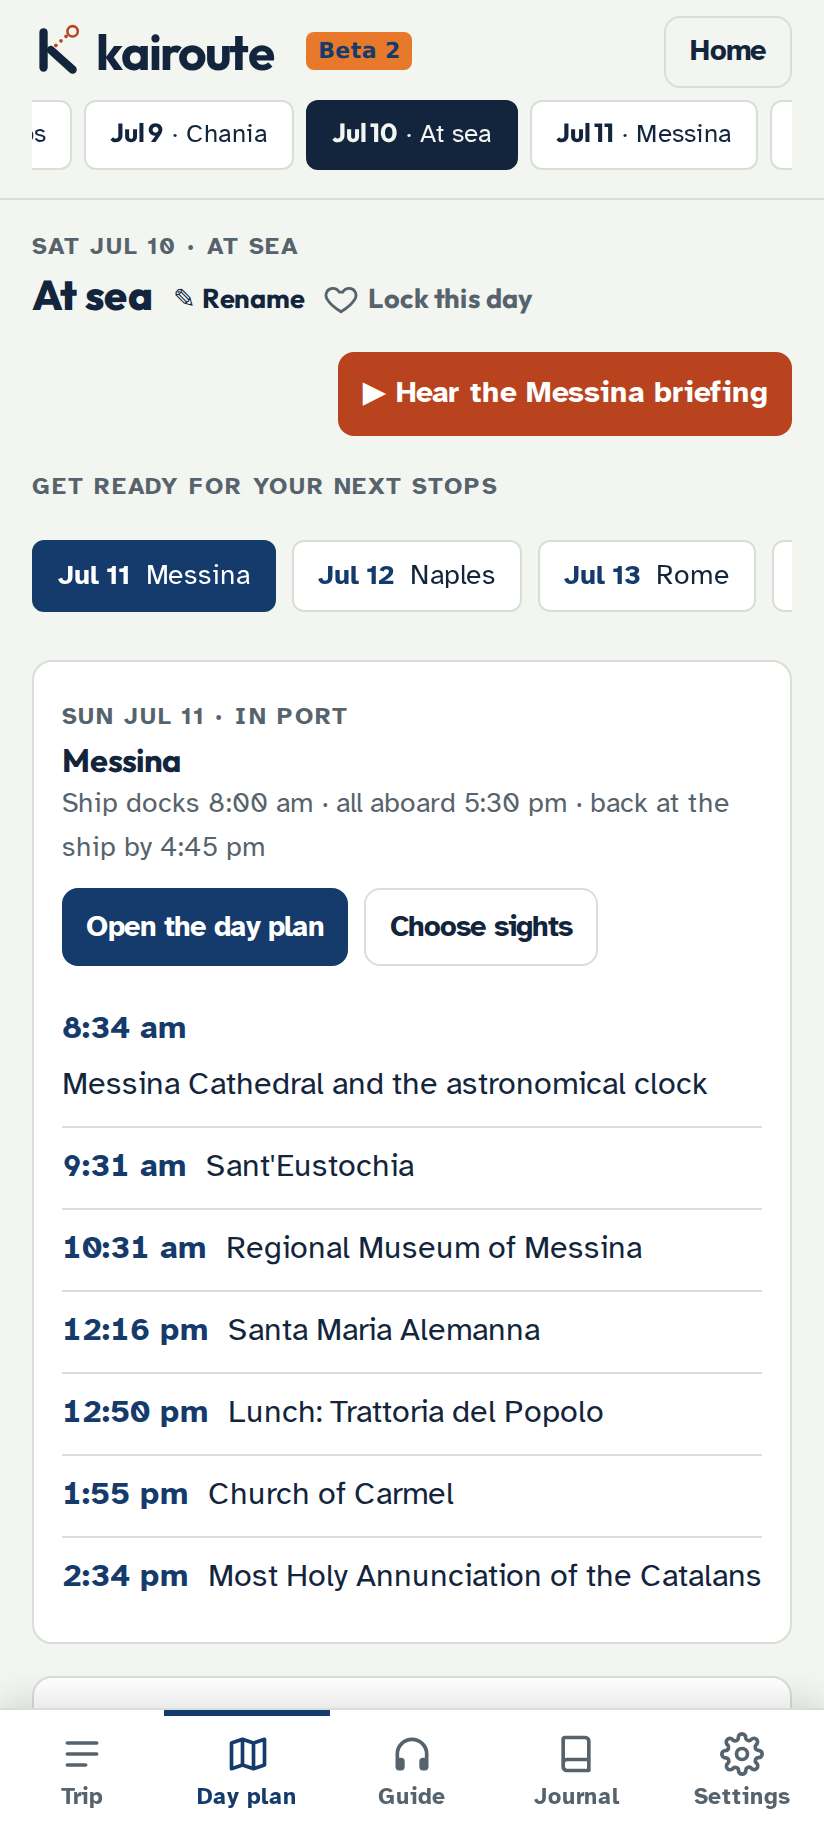 kairoute Beta 2 Home
Jul 9 · Chania Jul 10 · At sea Jul 11 · Messina
SAT JUL 10 · AT SEA
At sea ✎ Rename Lock this day
▶ Hear the Messina briefing
GET READY FOR YOUR NEXT STOPS
Jul 11 Messina Jul 12 Naples Jul 13 Rome
SUN JUL 11 · IN PORT
Messina
Ship docks 8:00 am · all aboard 5:30 pm · back at the
ship by 4:45 pm
Open the day plan Choose sights
8:34 am
Messina Cathedral and the astronomical clock
9:31 am Sant'Eustochia
10:31 am Regional Museum of Messina
12:16 pm Santa Maria Alemanna
12:50 pm Lunch: Trattoria del Popolo
1:55 pm Church of Carmel
2:34 pm Most Holy Annunciation of the Catalans
Trip Day plan Guide Journal Settings